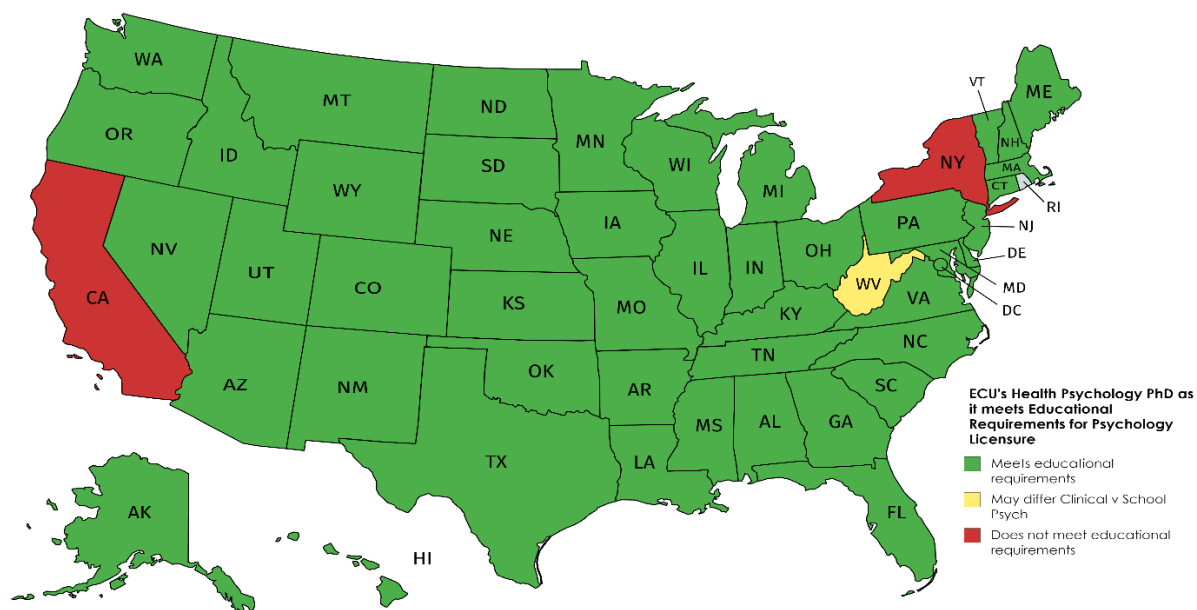 WA
MT
ND
MN
VT
ME
OR
ID
SD
WI
MI
NY
NH
MA
CT
RI
WY
IA
PA
NJ
NE
NV
UT
CO
IL
IN
OH
DE
MD
DC
CA
KS
MO
WV
VA
KY
NC
TN
AZ
NM
OK
AR
SC
MS
AL
GA
TX
LA
FL
AK
HI
ECU's Health Psychology PhD as
it meets Educational
Requirements for Psychology
Licensure
Meets educational
requirements
May differ Clinical v School
Psych
Does not meet educational
requirements